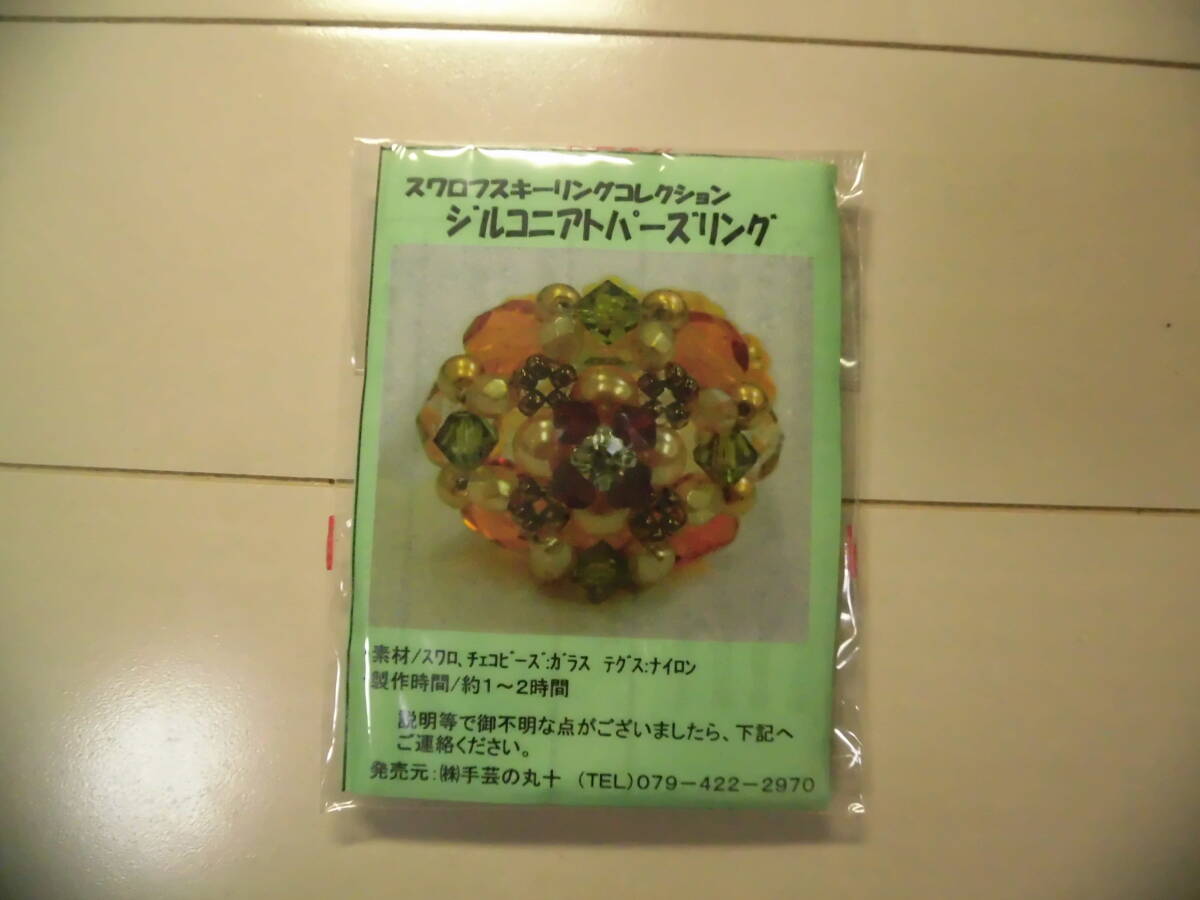 スワロフスキーリングコレクション
ジルコニアトパーズリング
素材/スワロ、チェコビーズ:ガラス テグス:ナイロン
製作時間/約1〜2時間
説明等で御不明な点がございましたら、下記へ
ご連絡ください。
発売元:㈱手芸の丸十 (TEL)079-422-2970